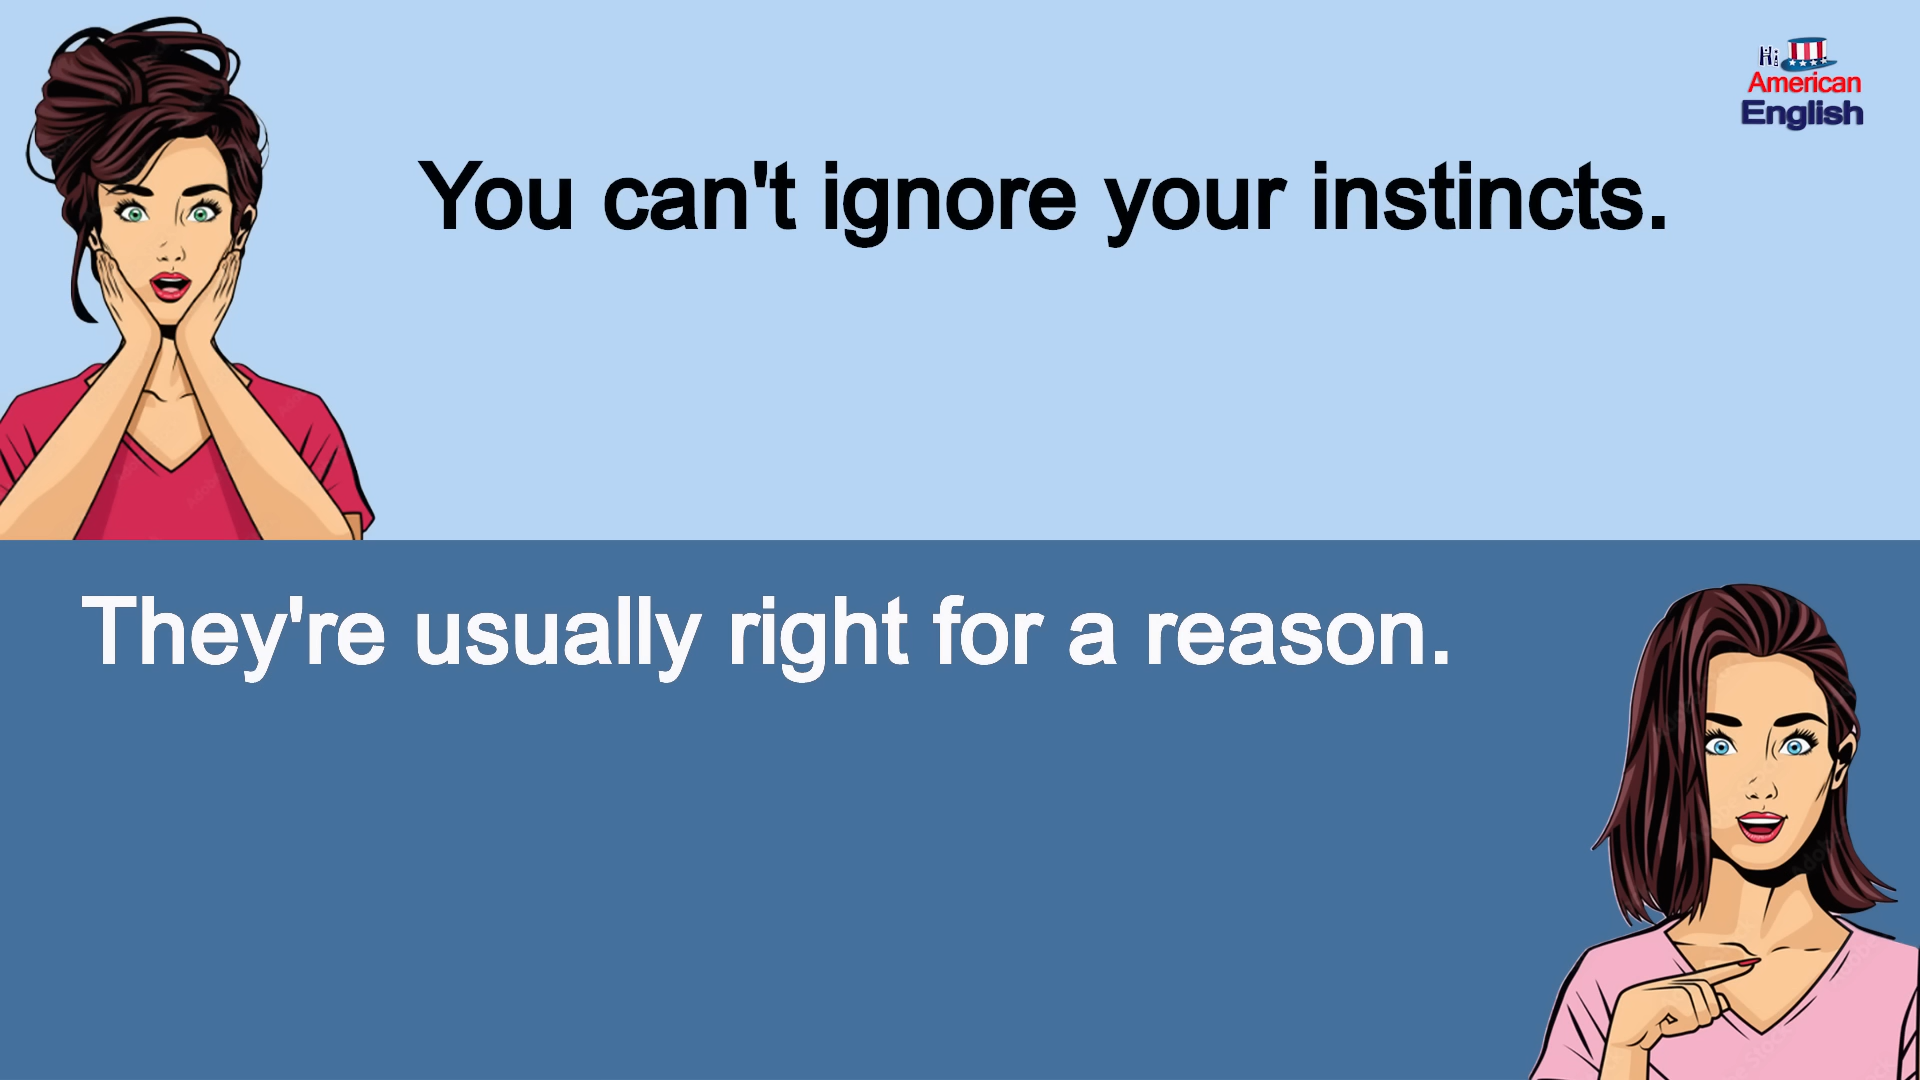 Hi
American
English
You can't ignore your instincts.
They're usually right for a reason.